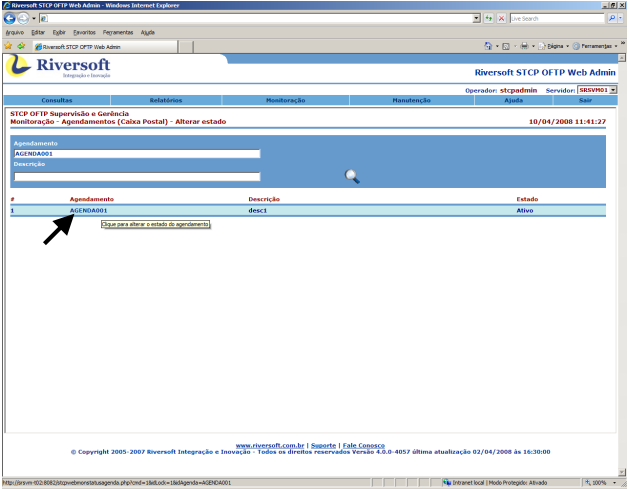 Riversoft STCP OFTP Web Admin - Windows Internet Explorer
Live Search
Arquivo Editar Exibir Favoritos Ferramentas Ajuda
Riversoft STCP OFTP Web Admin
Página Ferramentas
Riversoft
Integração e Inovação
Riversoft STCP OFTP Web Admin
Operador: stcpadmin Servidor: SRSVM01
Consultas Relatórios Monitoração Manutenção Ajuda Sair
STCP OFTP Supervisão e Gerência
Monitoração - Agendamentos (Caixa Postal) - Alterar estado 10/04/2008 11:41:27
Agendamento
AGENDA001
Descrição
# Agendamento Descrição Estado
1 AGENDA001 desc1 Ativo
Clique para alterar o estado do agendamento
www.riversoft.com.br | Suporte | Fale Conosco
© Copyright 2005-2007 Riversoft Integração e Inovação - Todos os direitos reservados Versão 4.0.0-4057 última atualização 02/04/2008 às 16:30:00
http://srsvm-t02:8082/stcpwebmonstatusagenda.php?cmd=1&idLock=1&idAgenda=AGENDA001 Intranet local | Modo Protegido: Ativado 100%